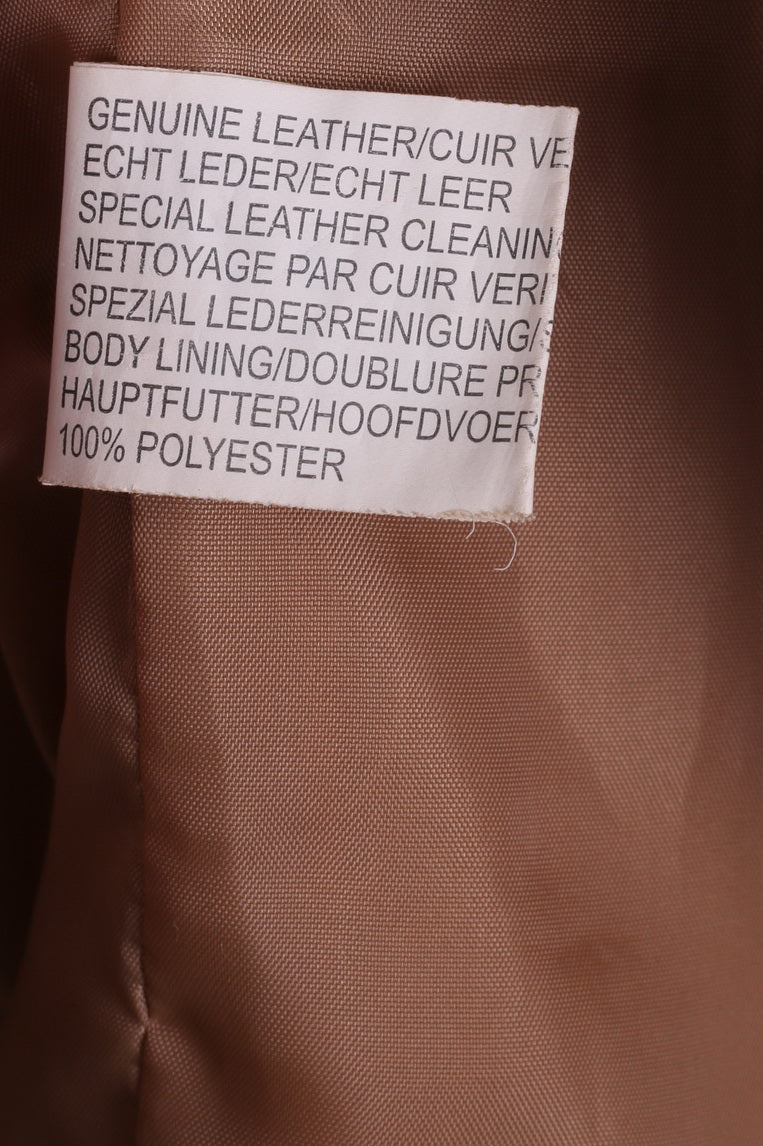 GENUINE LEATHER/CUIR VE
ECHT LEDER/ECHT LEER
SPECIAL LEATHER CLEANIN
NETTOYAGE PAR CUIR VERI
SPEZIAL LEDERREINIGUNG/
BODY LINING/DOUBLURE PR
HAUPTFUTTER/HOOFDVOER
100% POLYESTER